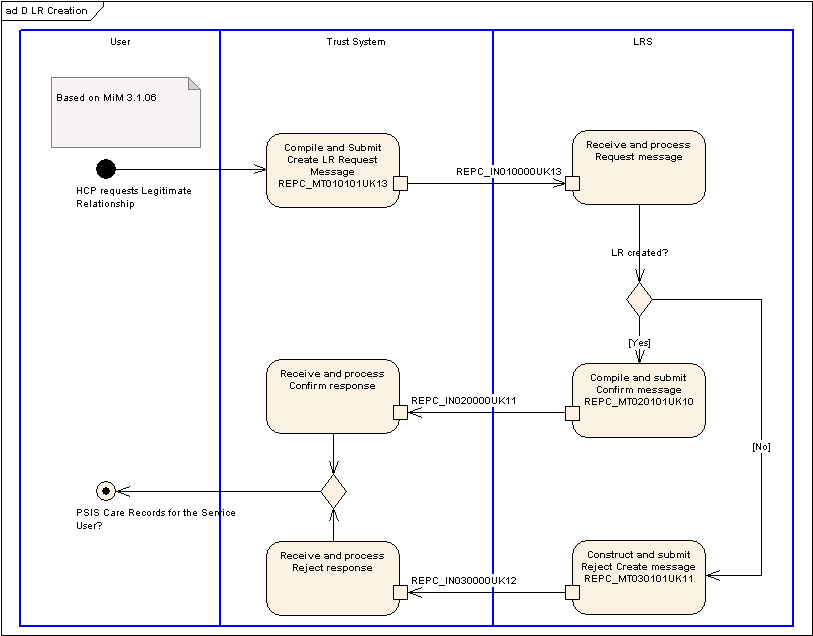 ad D LR Creation
User
Trust System
LRS
Based on MiM 3.1.06
HCP requests Legitimate
Relationship
Compile and Submit
Create LR Request
Message
REPC_MT010101UK13
REPC_IN010000UK13
Receive and process
Request message
LR created?
[Yes]
Compile and submit
Confirm message
REPC_MT020101UK10
REPC_IN020000UK11
Receive and process
Confirm response
[No]
PSIS Care Records for the Service
User?
Receive and process
Reject response
REPC_IN030000UK12
Construct and submit
Reject Create message
REPC_MT030101UK11